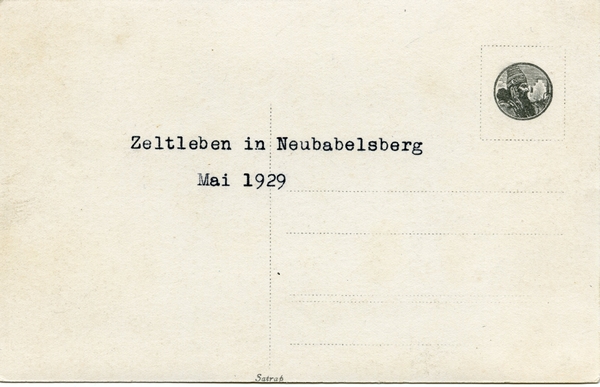 Zeltleben in Neubabelsberg
Mai 1929
Satrap